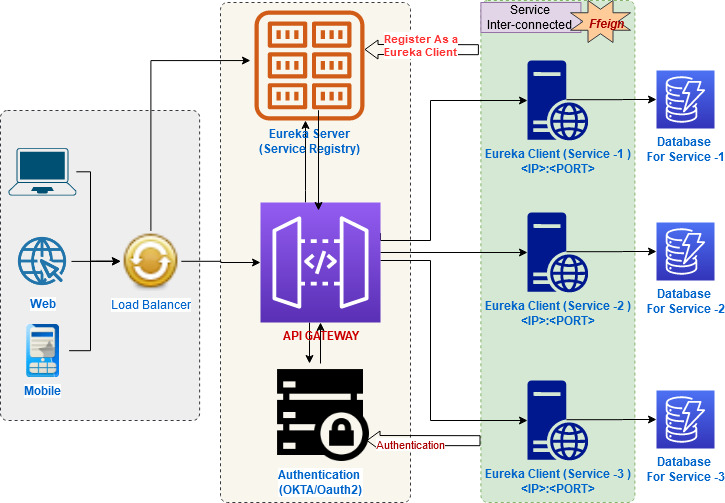 Service
Inter-connected
Ffeign
Register As a
Eureka Client
Eureka Server
(Service Registry)
Eureka Client (Service -1 )
<IP>:<PORT>
Database
For Service -1
Web
Load Balancer
</>
API GATEWAY
Eureka Client (Service -2 )
<IP>:<PORT>
Database
For Service -2
Mobile
Authentication
Authentication
(OKTA/Oauth2)
Eureka Client (Service -3 )
<IP>:<PORT>
Database
For Service -3